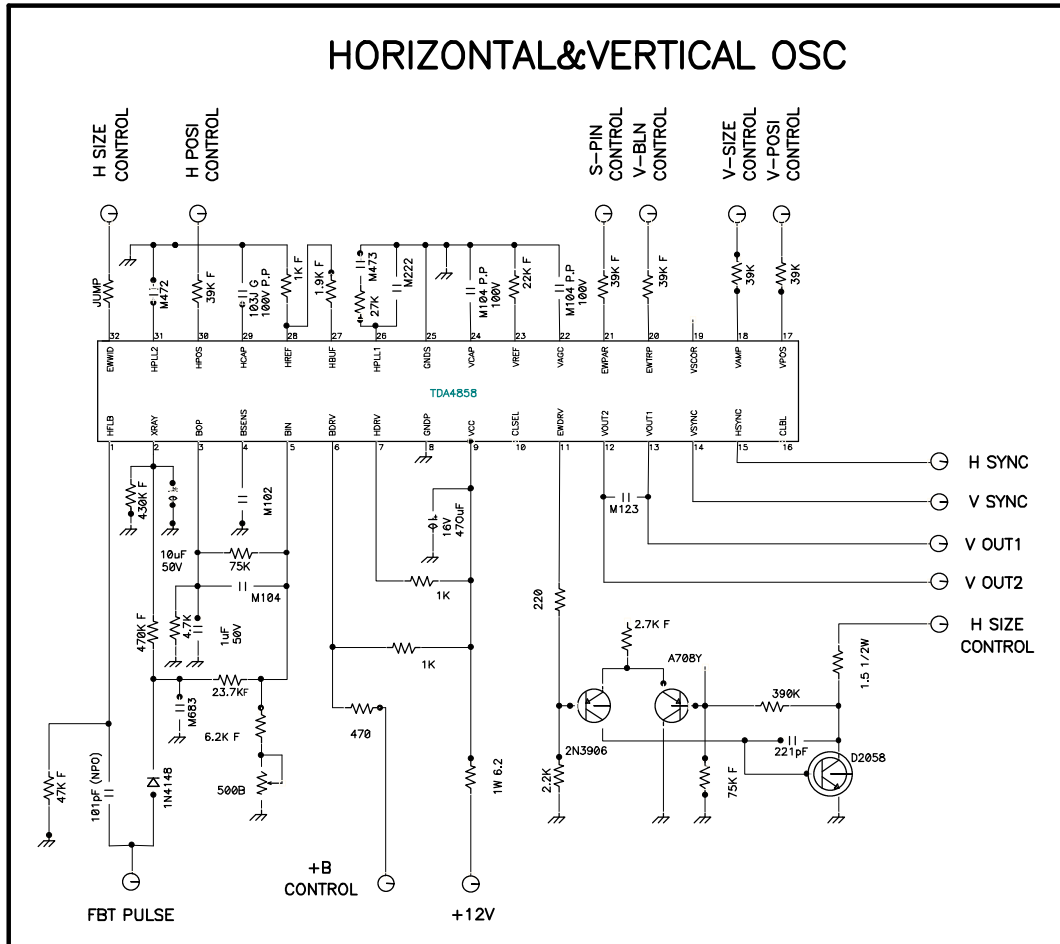 HORIZONTAL&VERTICAL OSC
H SIZE
CONTROL
H POSI
CONTROL
S-PIN
CONTROL
V-BLN
CONTROL
V-SIZE
CONTROL
V-POSI
CONTROL
JUMP
M472
39K F
103J G
100V P.P
1K F
1.9K F
M473
27K
M222
M104 P.P
100V
22K F
M104 P.P
100V
39K F
39K F
39K
39K
32
31
30
29
28
27
26
25
24
23
22
21
20
19
18
17
EWWID
HPLL2
HPOS
HCAP
HREF
HBUF
HPLL1
GNDS
VCAP
VREF
VAGC
EWPAR
EWTRP
VSCOR
VAMP
VPOS
TDA4858
HFLB
XRAY
BOP
BSENS
BIN
BDRV
HDRV
GNDP
VCC
CLSEL
EWDRV
VOUT2
VOUT1
VSYNC
HSYNC
CLBL
1
2
3
4
5
6
7
8
9
10
11
12
13
14
15
16
H SYNC
V SYNC
V OUT1
V OUT2
H SIZE
CONTROL
430K F
10uF
50V
M102
75K
M104
16V
470uF
M123
1K
220
470K F
4.7K
1uF
50V
1K
2.7K F
A708Y
1.5 1/2W
23.7KF
M683
6.2K F
470
390K
2N3906
221pF
D2058
47K F
101pF (NPO)
1N4148
500B
1W 6.2
2.2K
75K F
+B
CONTROL
FBT PULSE
+12V